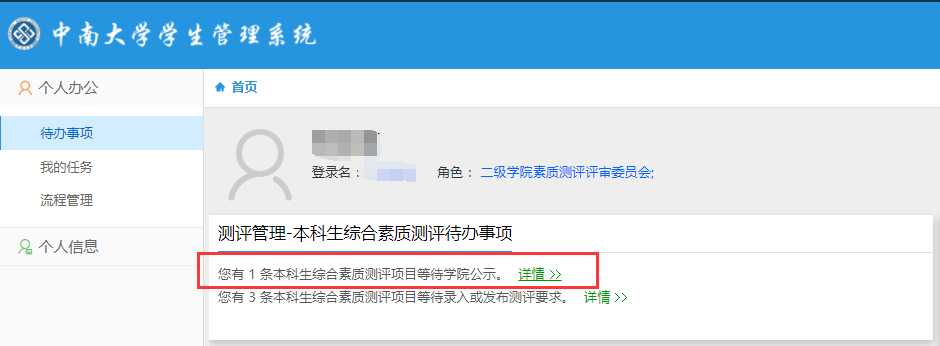 中南大学学生管理系统
个人办公
首页
待办事项
我的任务
流程管理
个人信息
登录名： 角色： 二级学院素质测评评审委员会;
测评管理-本科生综合素质测评待办事项
您有 1 条本科生综合素质测评项目等待学院公示。 详情 >>
您有 3 条本科生综合素质测评项目等待录入或发布测评要求。 详情 >>